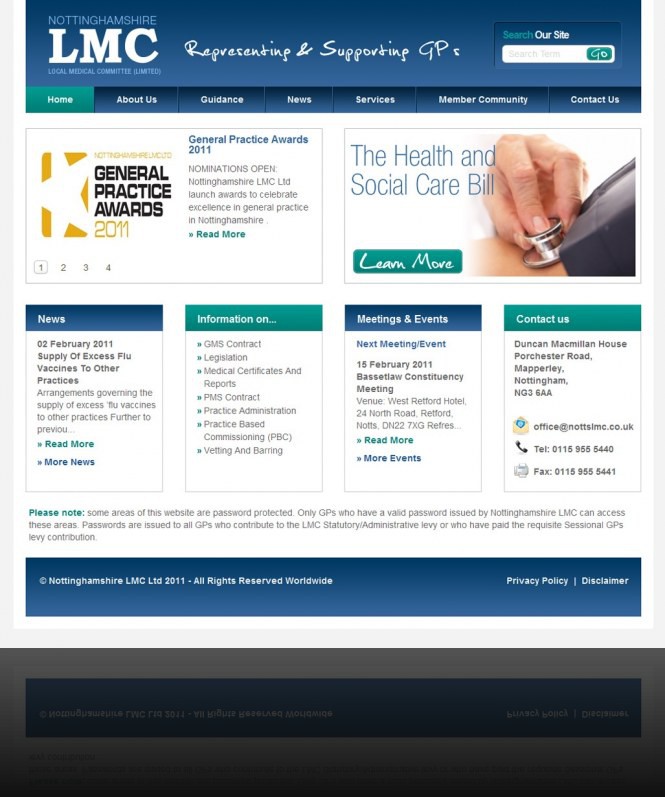 NOTTINGHAMSHIRE
LMC
LOCAL MEDICAL COMMITTEE (LIMITED)
Representing & Supporting GPs
Search Our Site
Search Term
Go
Home
About Us
Guidance
News
Services
Member Community
Contact Us
NOTTINGHAMSHIRELMCLTD
GENERAL
PRACTICE
AWARDS
2011
1 2 3 4
General Practice Awards
2011
NOMINATIONS OPEN:
Nottinghamshire LMC Ltd
launch awards to celebrate
excellence in general practice
in Nottinghamshire .
» Read More
The Health and
Social Care Bill
Learn More
News
02 February 2011
Supply Of Excess Flu
Vaccines To Other
Practices
Arrangements governing the
supply of excess 'flu vaccines
to other practices Further to
previou...
» Read More
» More News
Information on...
» GMS Contract
» Legislation
» Medical Certificates And
Reports
» PMS Contract
» Practice Administration
» Practice Based
Commissioning (PBC)
» Vetting And Barring
Meetings & Events
Next Meeting/Event
15 February 2011
Bassetlaw Constituency
Meeting
Venue: West Retford Hotel,
24 North Road, Retford,
Notts, DN22 7XG Refres...
» Read More
» More Events
Contact us
Duncan Macmillan House
Porchester Road,
Mapperley,
Nottingham,
NG3 6AA
office@nottslmc.co.uk
Tel: 0115 955 5440
Fax: 0115 955 5441
Please note: some areas of this website are password protected. Only GPs who have a valid password issued by Nottinghamshire LMC can access
these areas. Passwords are issued to all GPs who contribute to the LMC Statutory/Administrative levy or who have paid the requisite Sessional GPs
levy contribution.
© Nottinghamshire LMC Ltd 2011 - All Rights Reserved Worldwide
Privacy Policy | Disclaimer
© Nottinghamshire LMC Ltd 2011 - All Rights Reserved Worldwide
Privacy Policy | Disclaimer